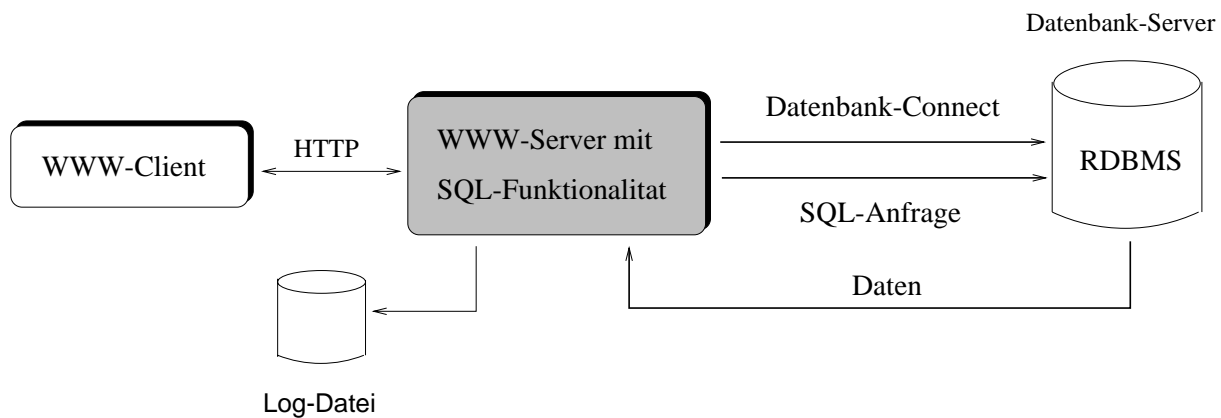 Datenbank-Server
WWW-Client
HTTP
WWW-Server mit
SQL-Funktionalitat
Datenbank-Connect
SQL-Anfrage
RDBMS
Daten
Log-Datei